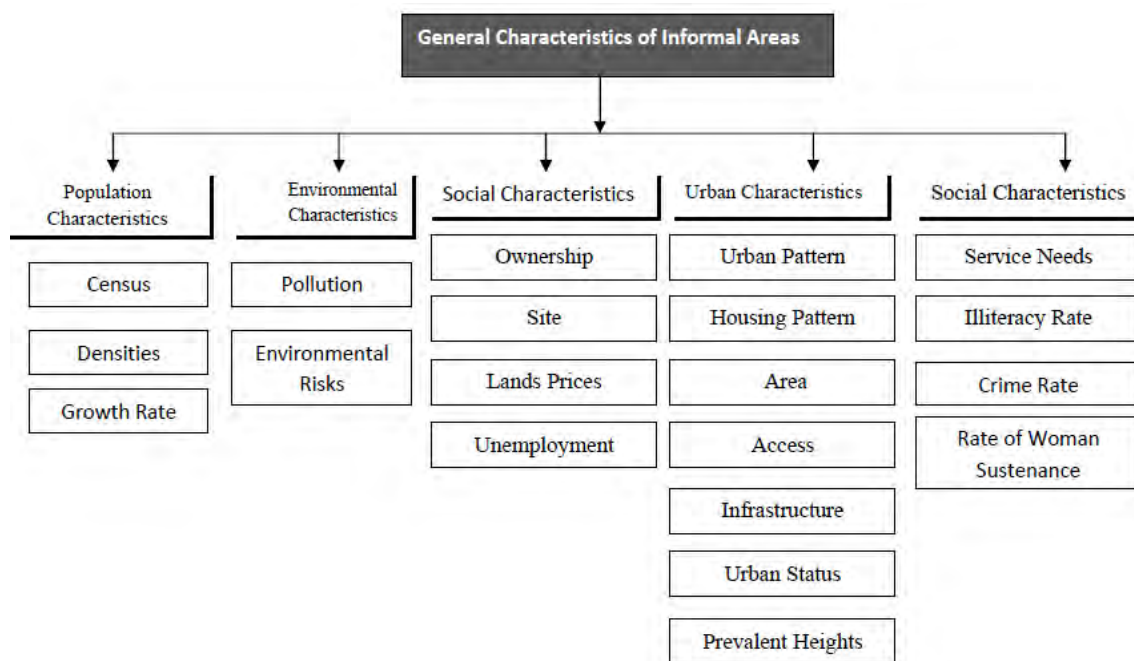 General Characteristics of Informal Areas
Population
Characteristics
Census
Densities
Growth Rate
Environmental
Characteristics
Pollution
Environmental
Risks
Social Characteristics
Ownership
Site
Lands Prices
Unemployment
Urban Characteristics
Urban Pattern
Housing Pattern
Area
Access
Infrastructure
Urban Status
Prevalent Heights
Social Characteristics
Service Needs
Illiteracy Rate
Crime Rate
Rate of Woman
Sustenance